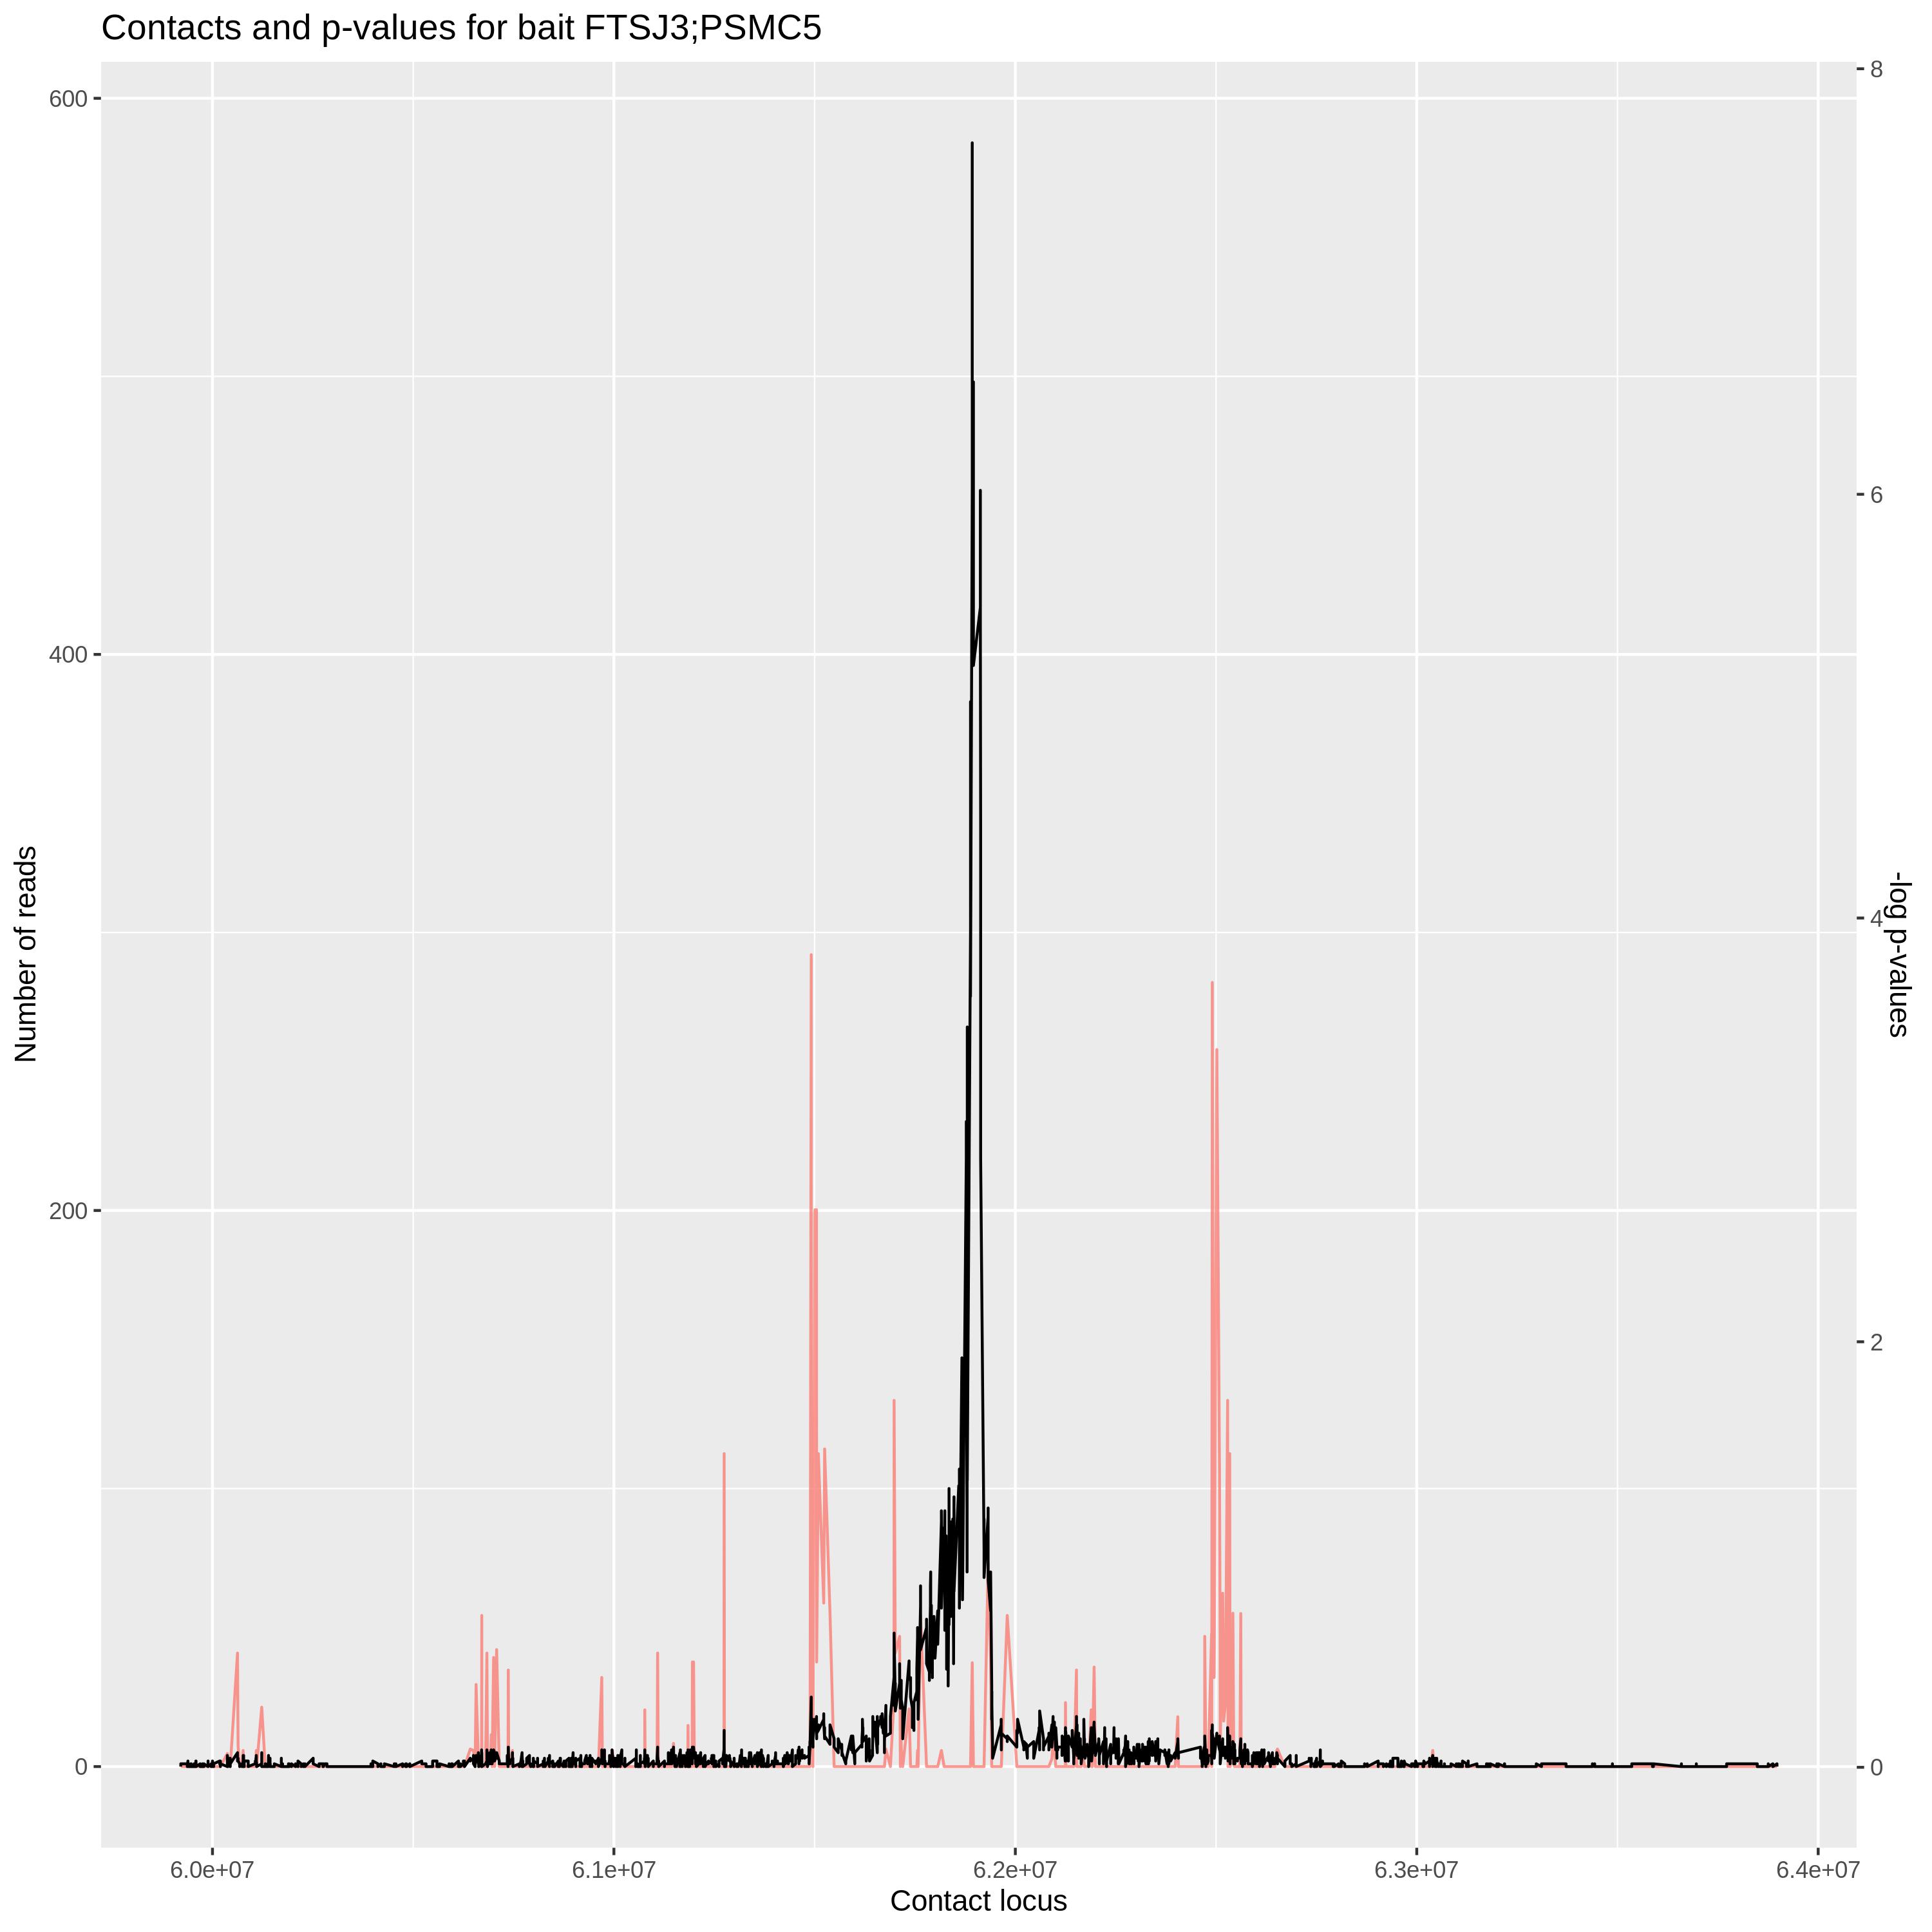 Contacts and p-values for bait FTSJ3;PSMC5
600
400
200
0
Number of reads
8
6
4
2
0
-log p-values
6.0e+07
6.1e+07
6.2e+07
6.3e+07
6.4e+07
Contact locus